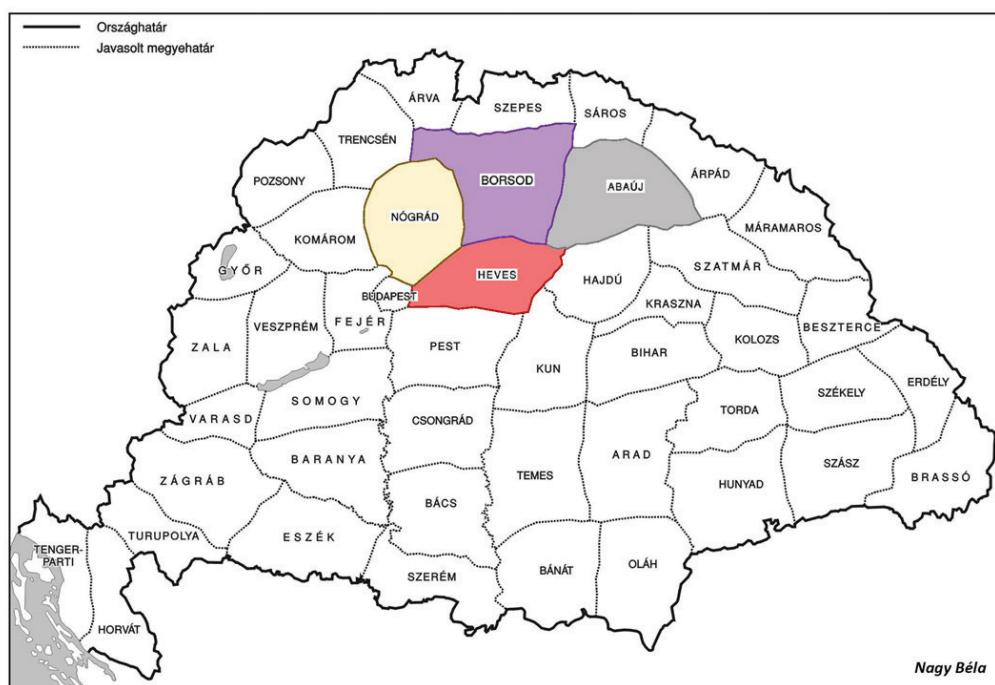 Országhatár
Javasolt megyehatár
ÁRVA
SZEPES
SÁROS
TRENCSÉN
POZSONY
BORSOD
ABAÚJ
ÁRPÁD
NÓGRÁD
KOMÁROM
MÁRAMAROS
GYŐR
HEVES
HAJDÚ
SZATMÁR
BUDAPEST
KRASZNA
VESZPRÉM
FEJÉR
BESZTERCE
ZALA
PEST
KUN
BIHAR
KOLOZS
ERDÉLY
SZÉKELY
SOMOGY
VARASD
CSONGRÁD
TORDA
BARANYA
ARAD
SZÁSZ
ZÁGRÁB
TEMES
HUNYAD
BRASSÓ
BÁCS
TURUPOLYA
ESZÉK
TENGER-
PARTI
SZERÉM
BÁNÁT
OLÁH
HORVÁT
Nagy Béla